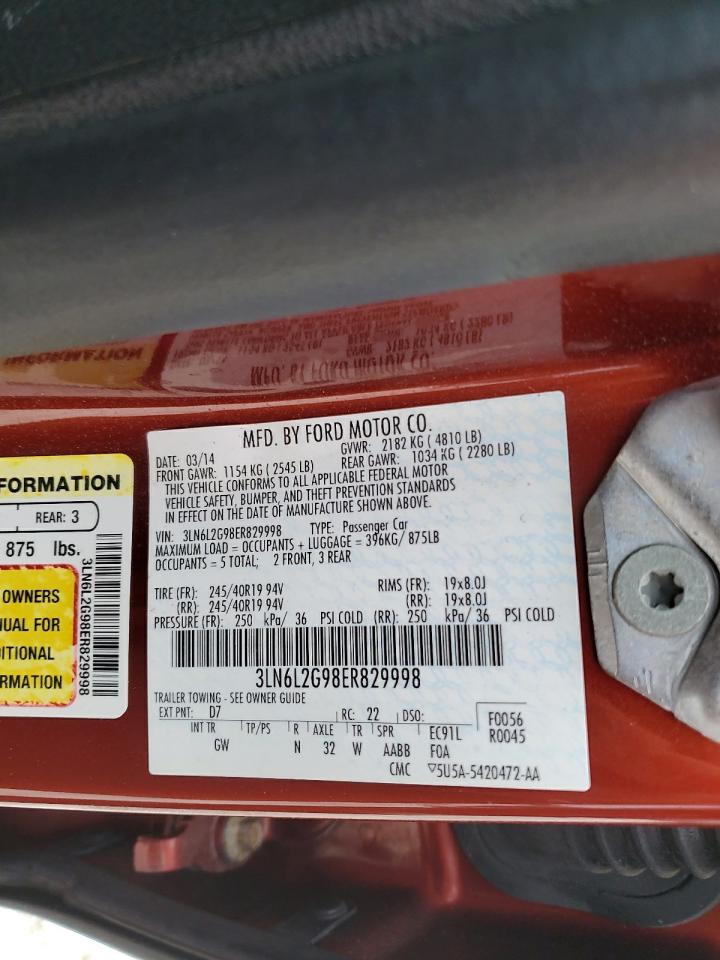 MFD. BY FORD MOTOR CO.
DATE: 03/14 GVWR: 2182 KG ( 4810 LB)
FRONT GAWR: 1154 KG ( 2545 LB) REAR GAWR: 1034 KG ( 2280 LB)
THIS VEHICLE CONFORMS TO ALL APPLICABLE FEDERAL MOTOR
VEHICLE SAFETY, BUMPER, AND THEFT PREVENTION STANDARDS
IN EFFECT ON THE DATE OF MANUFACTURE SHOWN ABOVE.
VIN: 3LN6L2G98ER829998 TYPE: Passenger Car
MAXIMUM LOAD = OCCUPANTS + LUGGAGE = 396KG/ 875LB
OCCUPANTS = 5 TOTAL; 2 FRONT, 3 REAR
TIRE (FR): 245/40R19 94V RIMS (FR): 19x8.0J
(RR): 245/40R19 94V (RR): 19x8.0J
PRESSURE (FR): 250 kPa/ 36 PSI COLD (RR): 250 kPa/ 36 PSI COLD
3LN6L2G98ER829998
TRAILER TOWING - SEE OWNER GUIDE
EXT PNT: D7 RC: 22 DSO: F0056
INT TR TP/PS R AXLE TR SPR EC91L R0045
GW N 32 W AABB F0A
CMC ▽5U5A-5420472-AA
FORMATION
REAR: 3
875 lbs.
OWNERS
NUAL FOR
DITIONAL
RMATION
3LN6L2G98ER829998